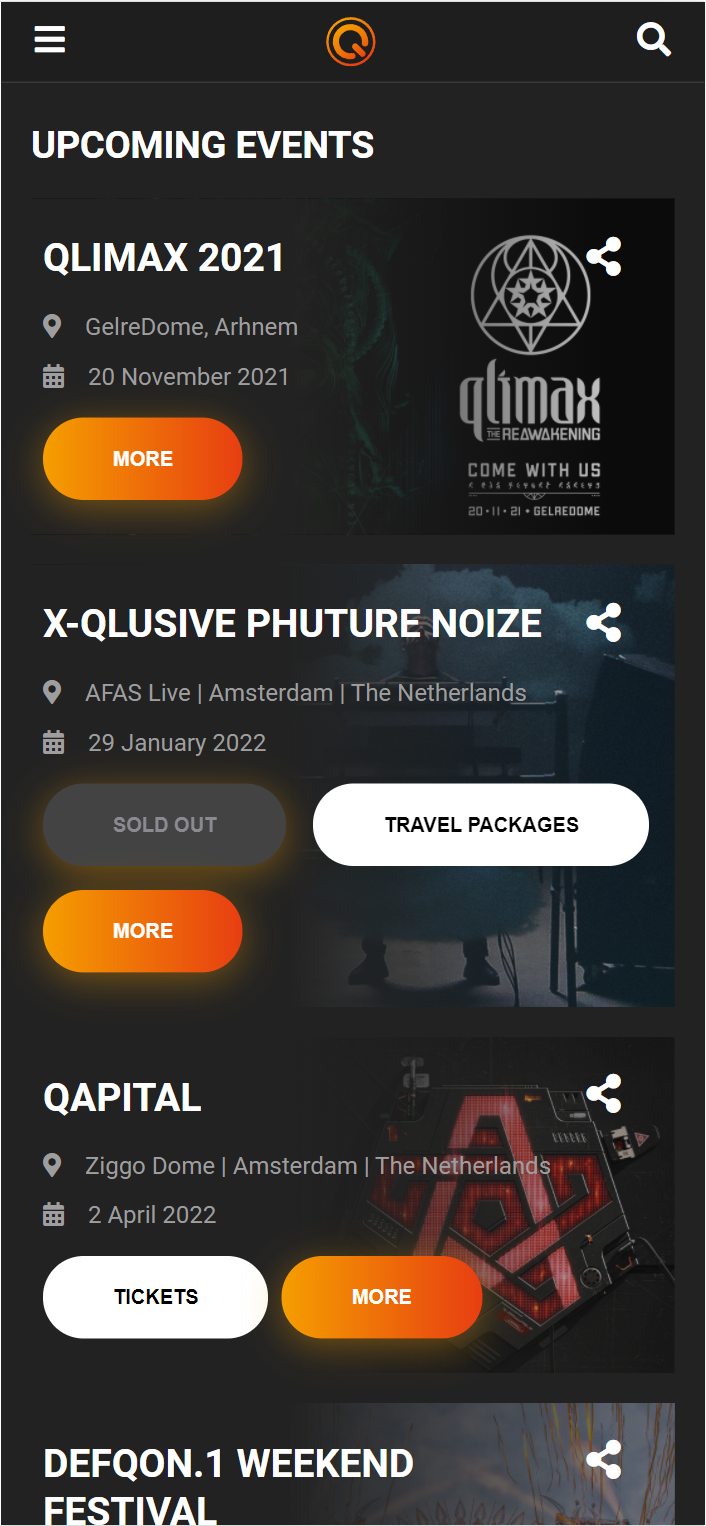 UPCOMING EVENTS
QLIMAX 2021
GelreDome, Arhnem
20 November 2021
MORE
qlimax
THE REAWAKENING
COME WITH US
20•11•21•GELREDOME
X-QLUSIVE PHUTURE NOIZE
AFAS Live | Amsterdam | The Netherlands
29 January 2022
SOLD OUT
TRAVEL PACKAGES
MORE
QAPITAL
Ziggo Dome | Amsterdam | The Netherlands
2 April 2022
TICKETS
MORE
DEFQON.1 WEEKEND
FESTIVAL